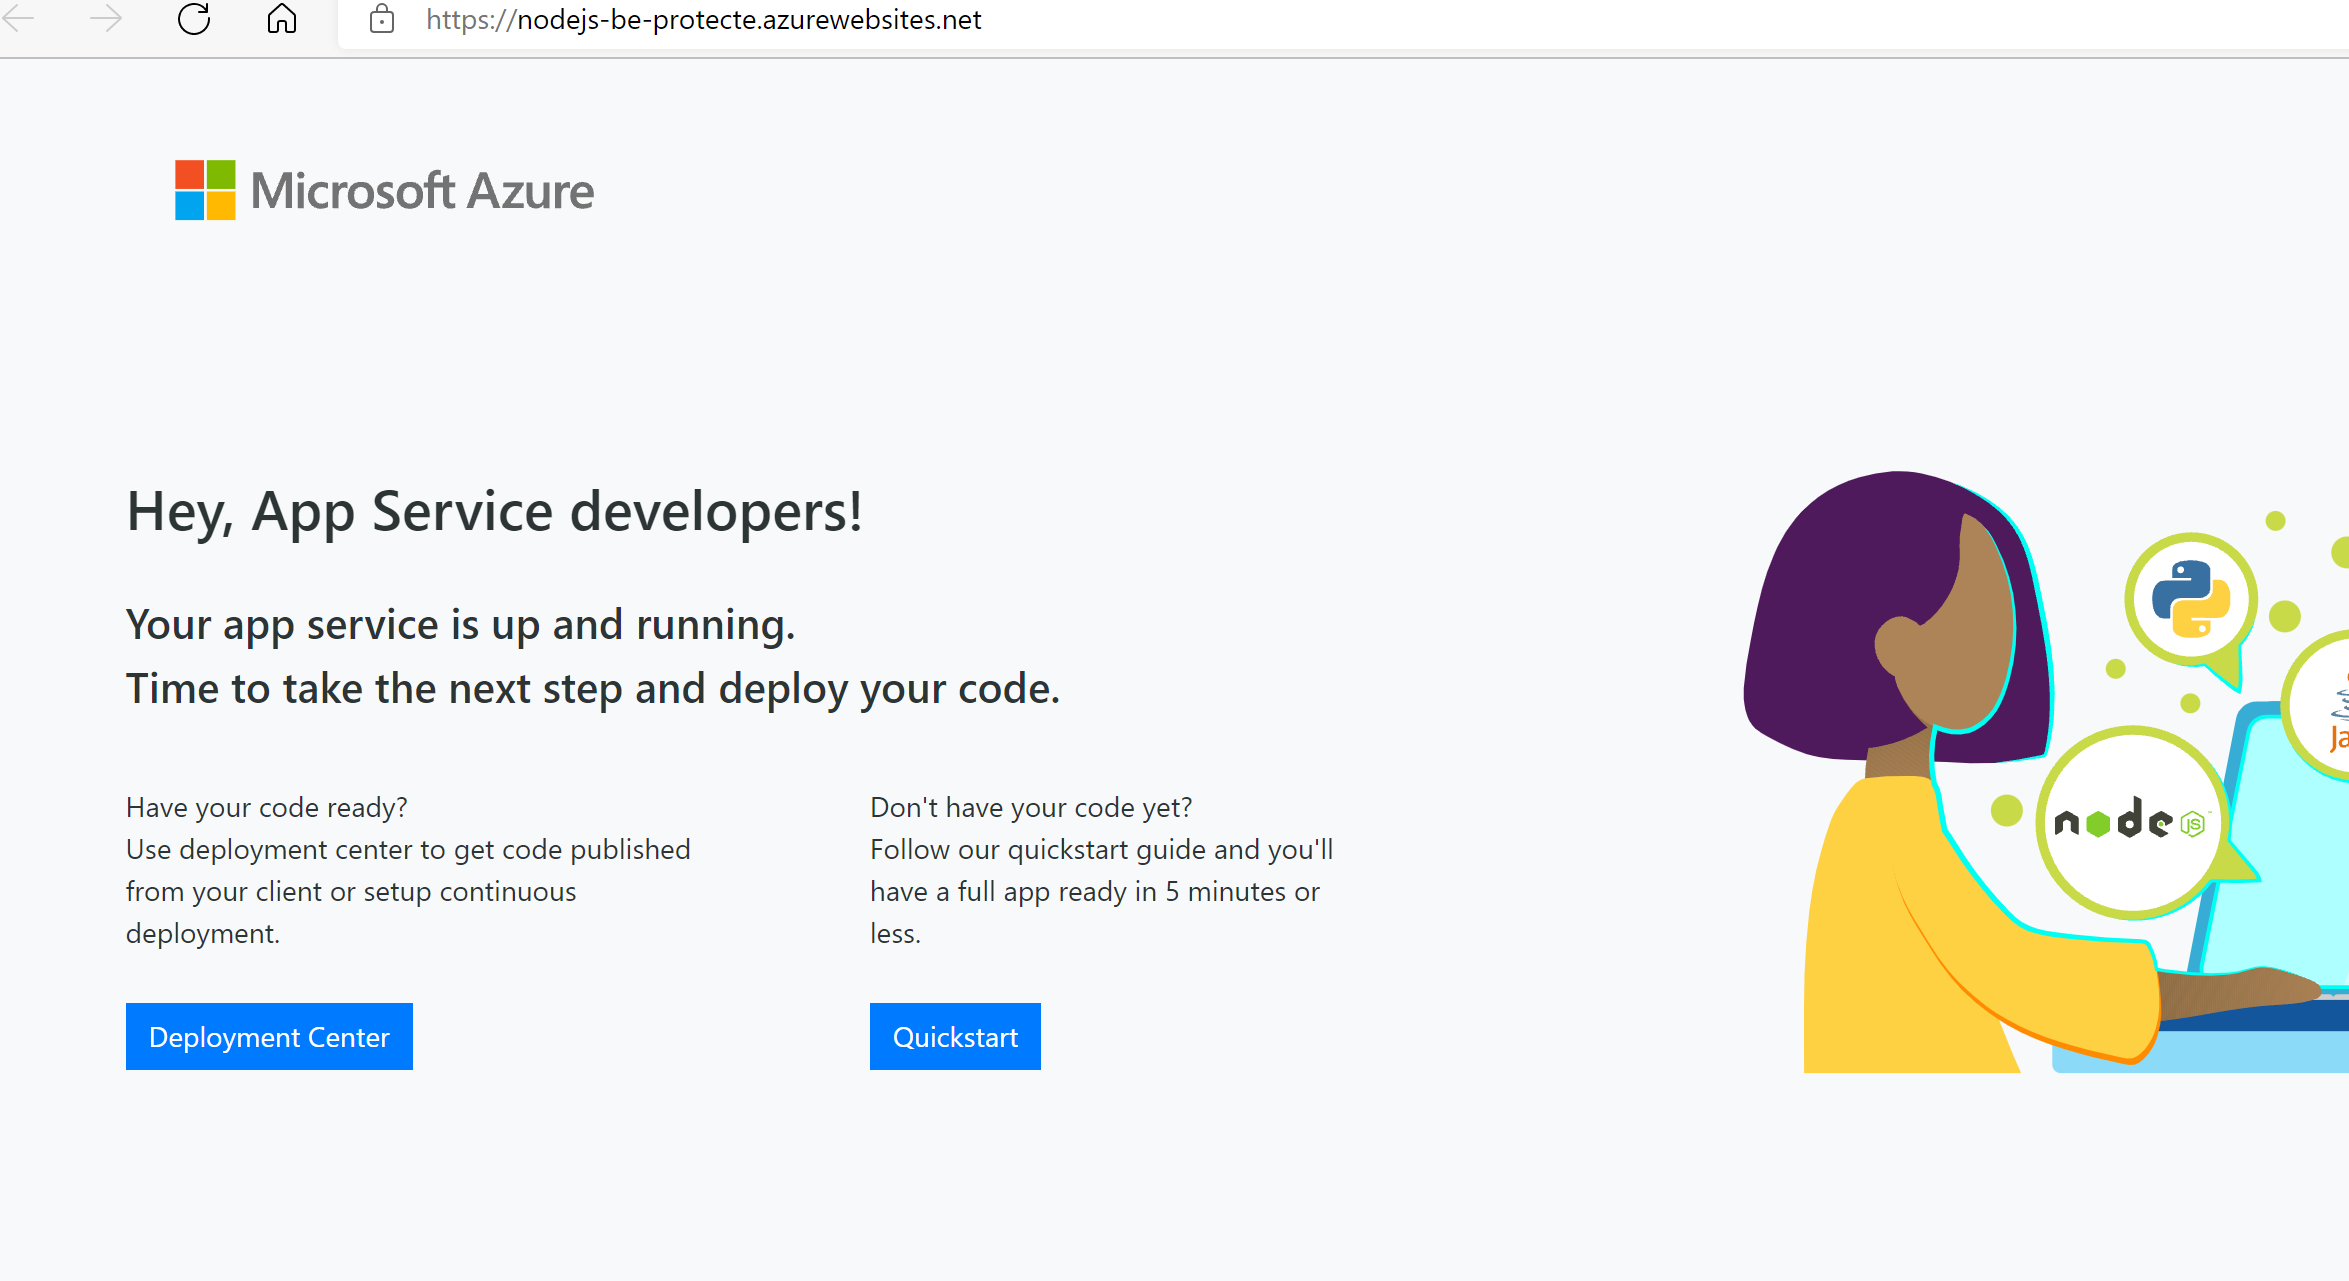 https://nodejs-be-protecte.azurewebsites.net
Microsoft Azure
Hey, App Service developers!
Your app service is up and running.
Time to take the next step and deploy your code.
Have your code ready?
Use deployment center to get code published
from your client or setup continuous
deployment.
Deployment Center
Don't have your code yet?
Follow our quickstart guide and you'll
have a full app ready in 5 minutes or
less.
Quickstart
node JS
Ja